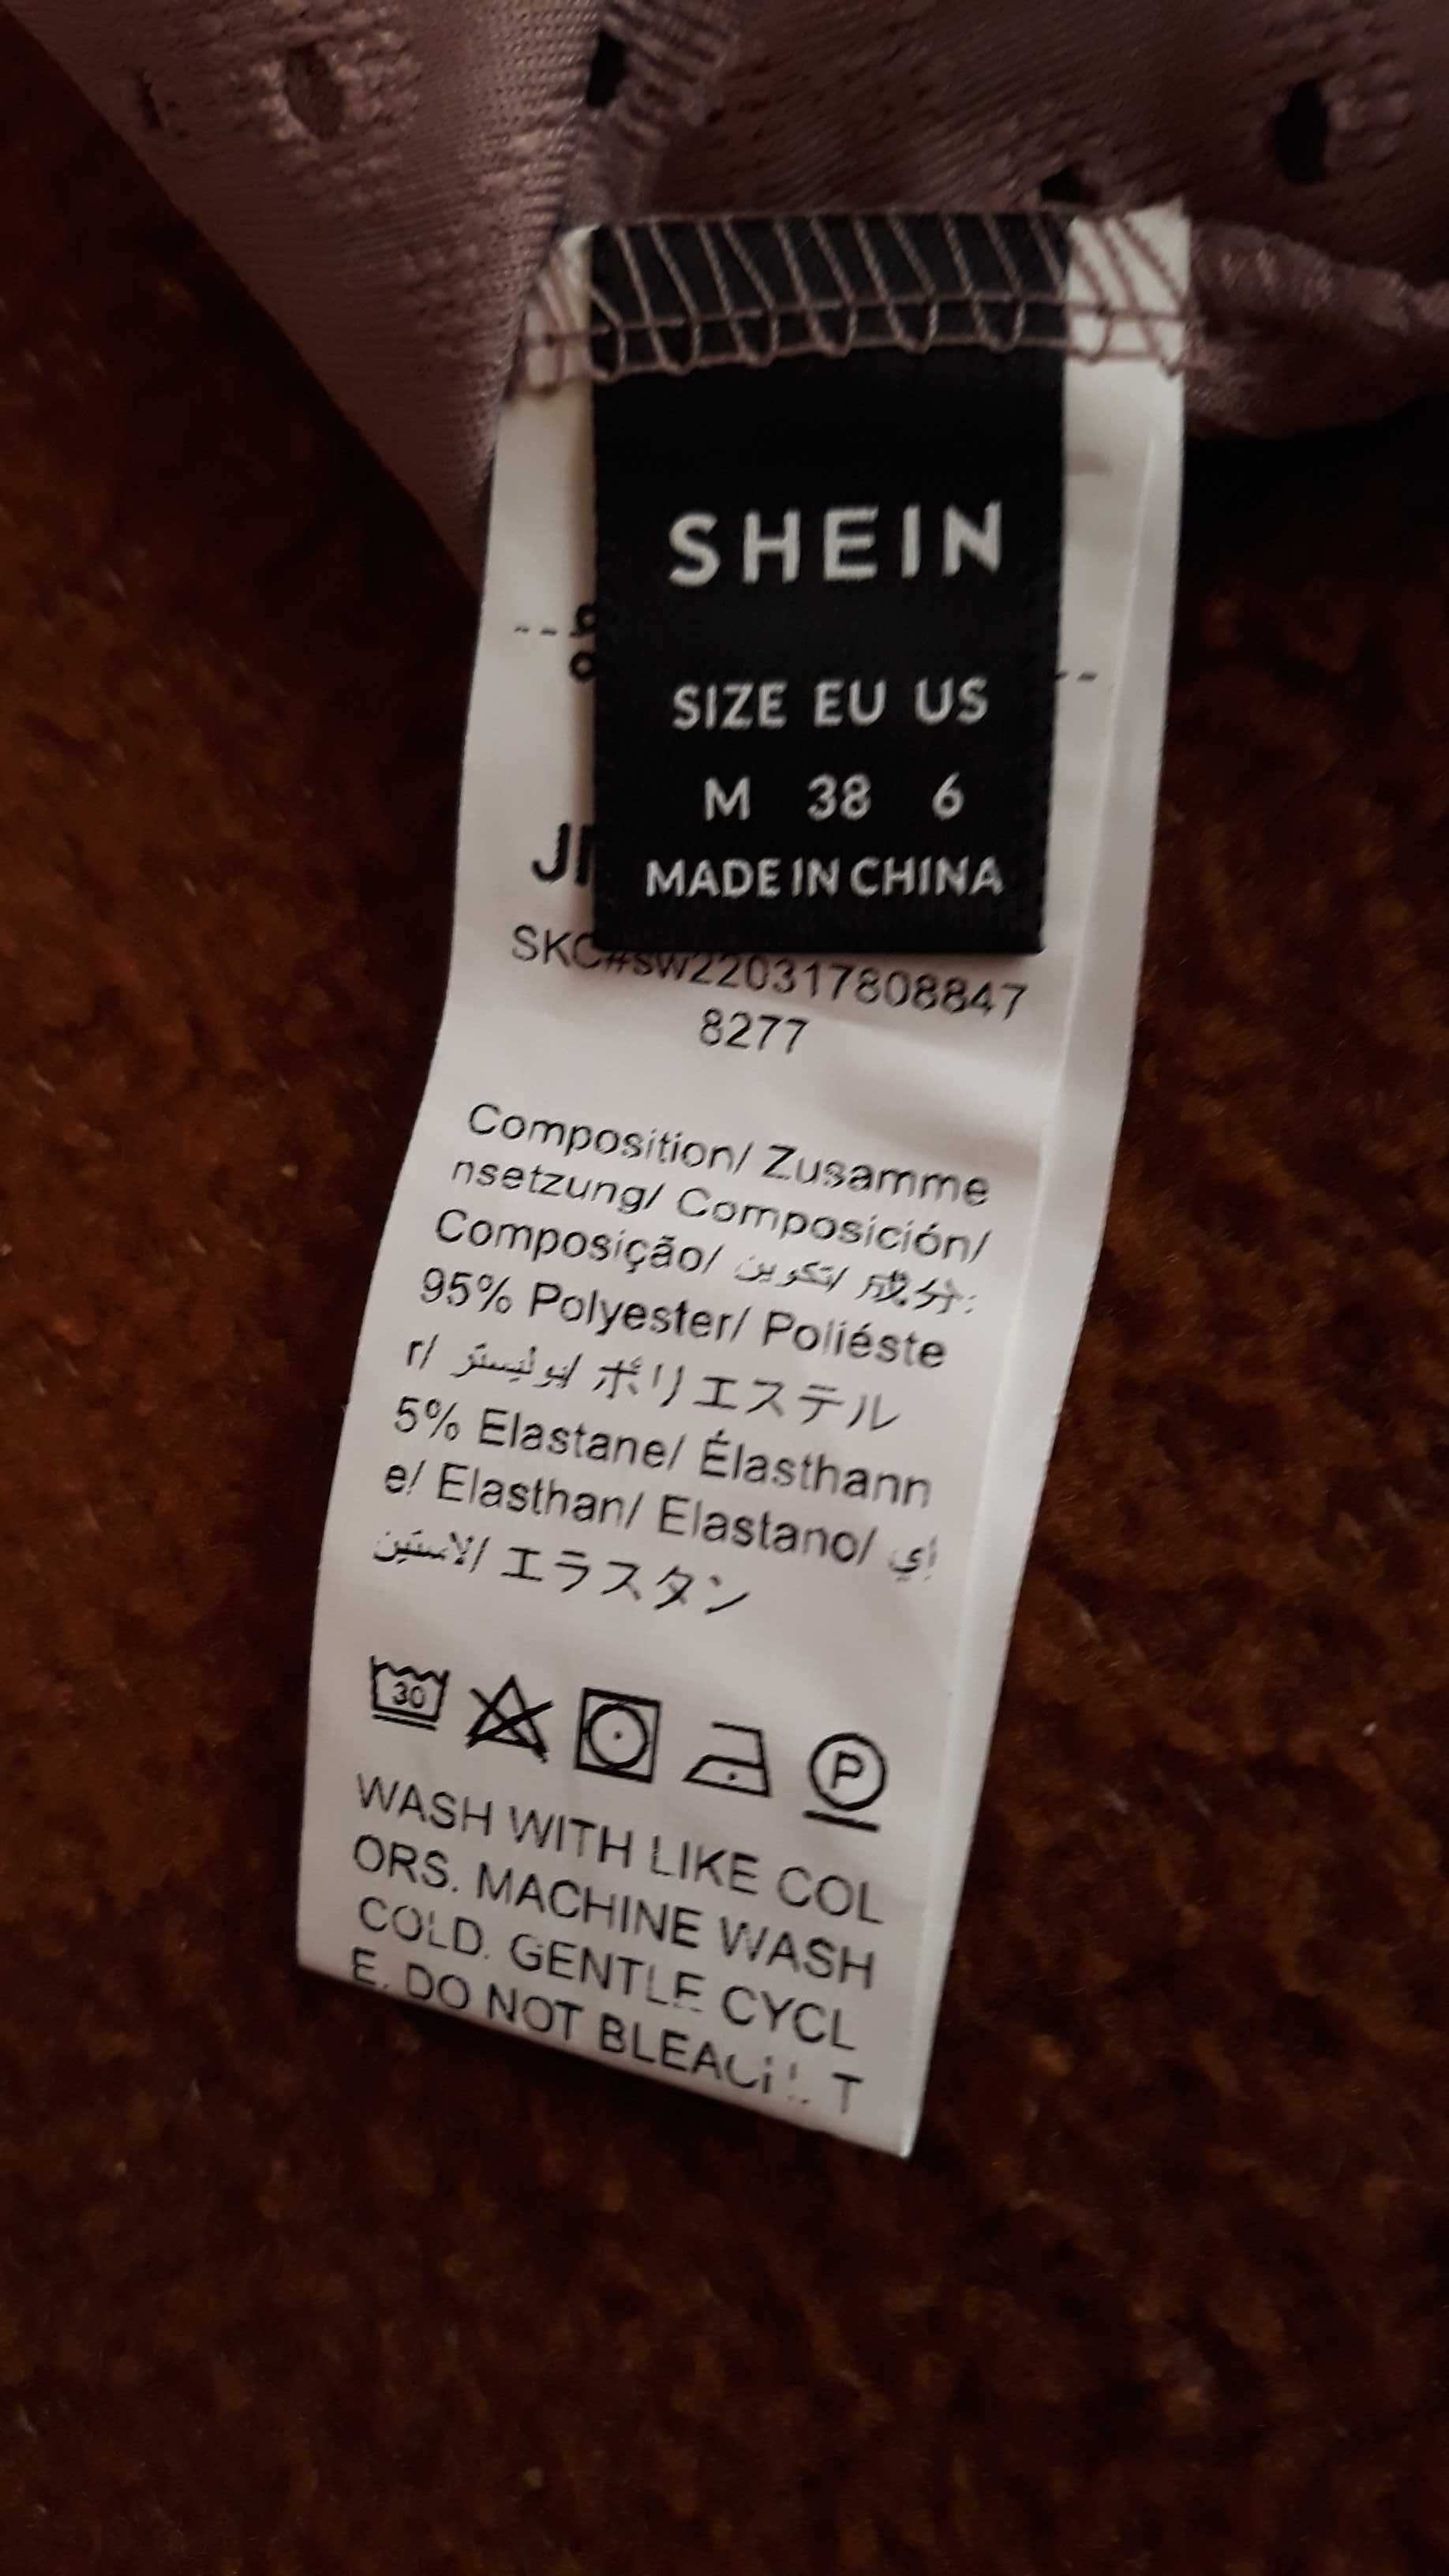 SHEIN
SIZE EU US
M 38 6
MADE IN CHINA
SKC#sw220317808847
8277
Composition/ Zusamme
nsetzung/ Composición/
Composição/ تكوين/ 成分:
95% Polyester/ Poliéste
r/ بوليستر/ ポリエステル
5% Elastane/ Élasthann
e/ Elasthan/ Elastano/ إي
لاستين/ エラスタン
30
P
WASH WITH LIKE COL
ORS. MACHINE WASH
COLD. GENTLE CYCL
E. DO NOT BLEACH. T